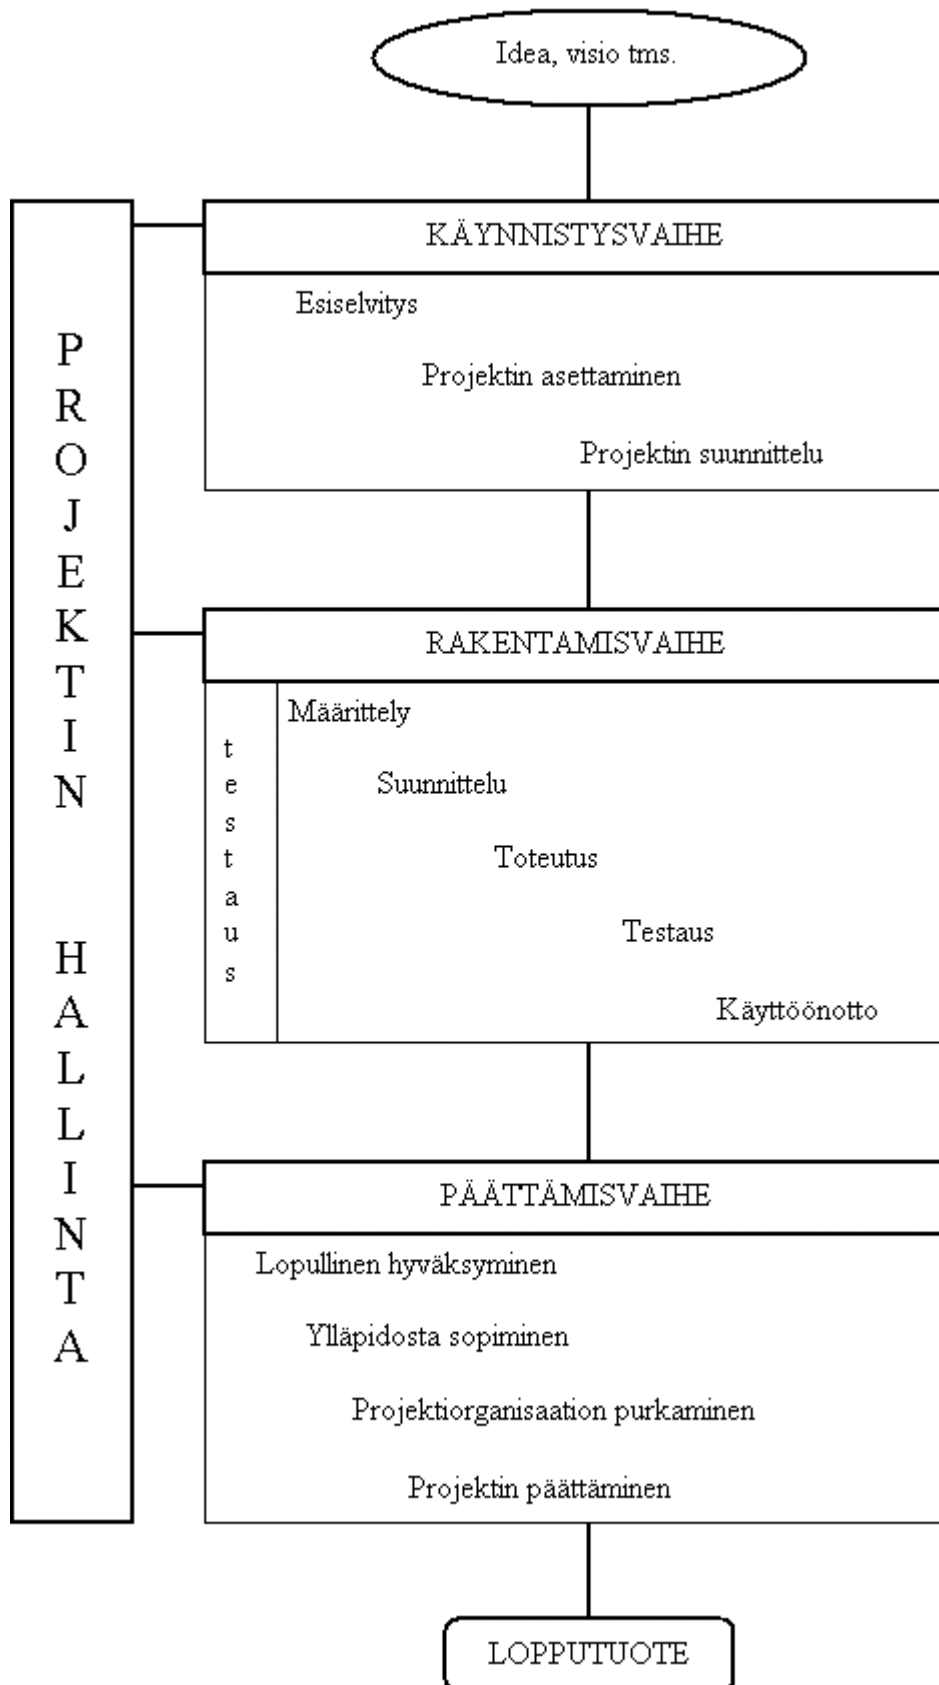 Idea, visio tms.
PROJEKTIN HALLINTA
KÄYNNISTYSVAIHE
Esiselvitys
Projektin asettaminen
Projektin suunnittelu
RAKENTAMISVAIHE
testaus
Määrittely
Suunnittelu
Toteutus
Testaus
Käyttöönotto
PÄÄTTÄMISVAIHE
Lopullinen hyväksyminen
Ylläpidosta sopiminen
Projektiorganisaation purkaminen
Projektin päättäminen
LOPPUTUOTE